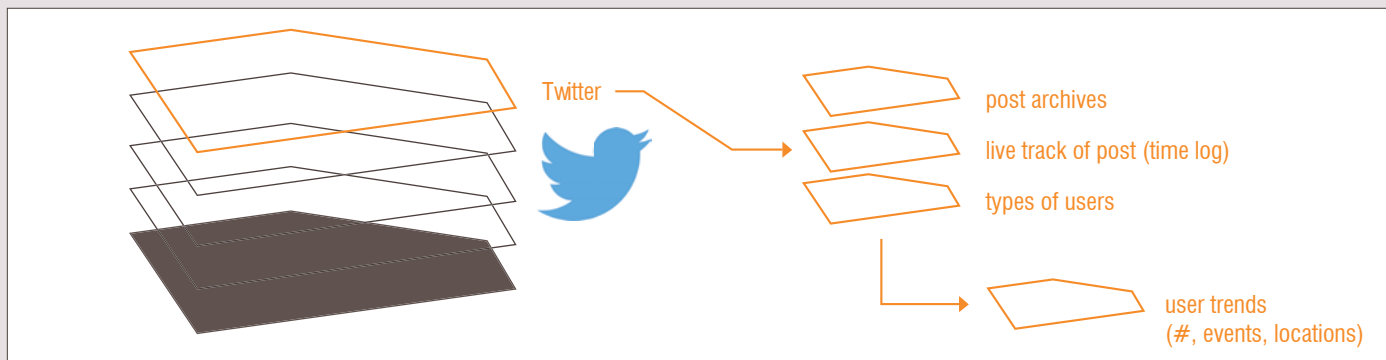 Twitter
post archives
live track of post (time log)
types of users
user trends
(#, events, locations)